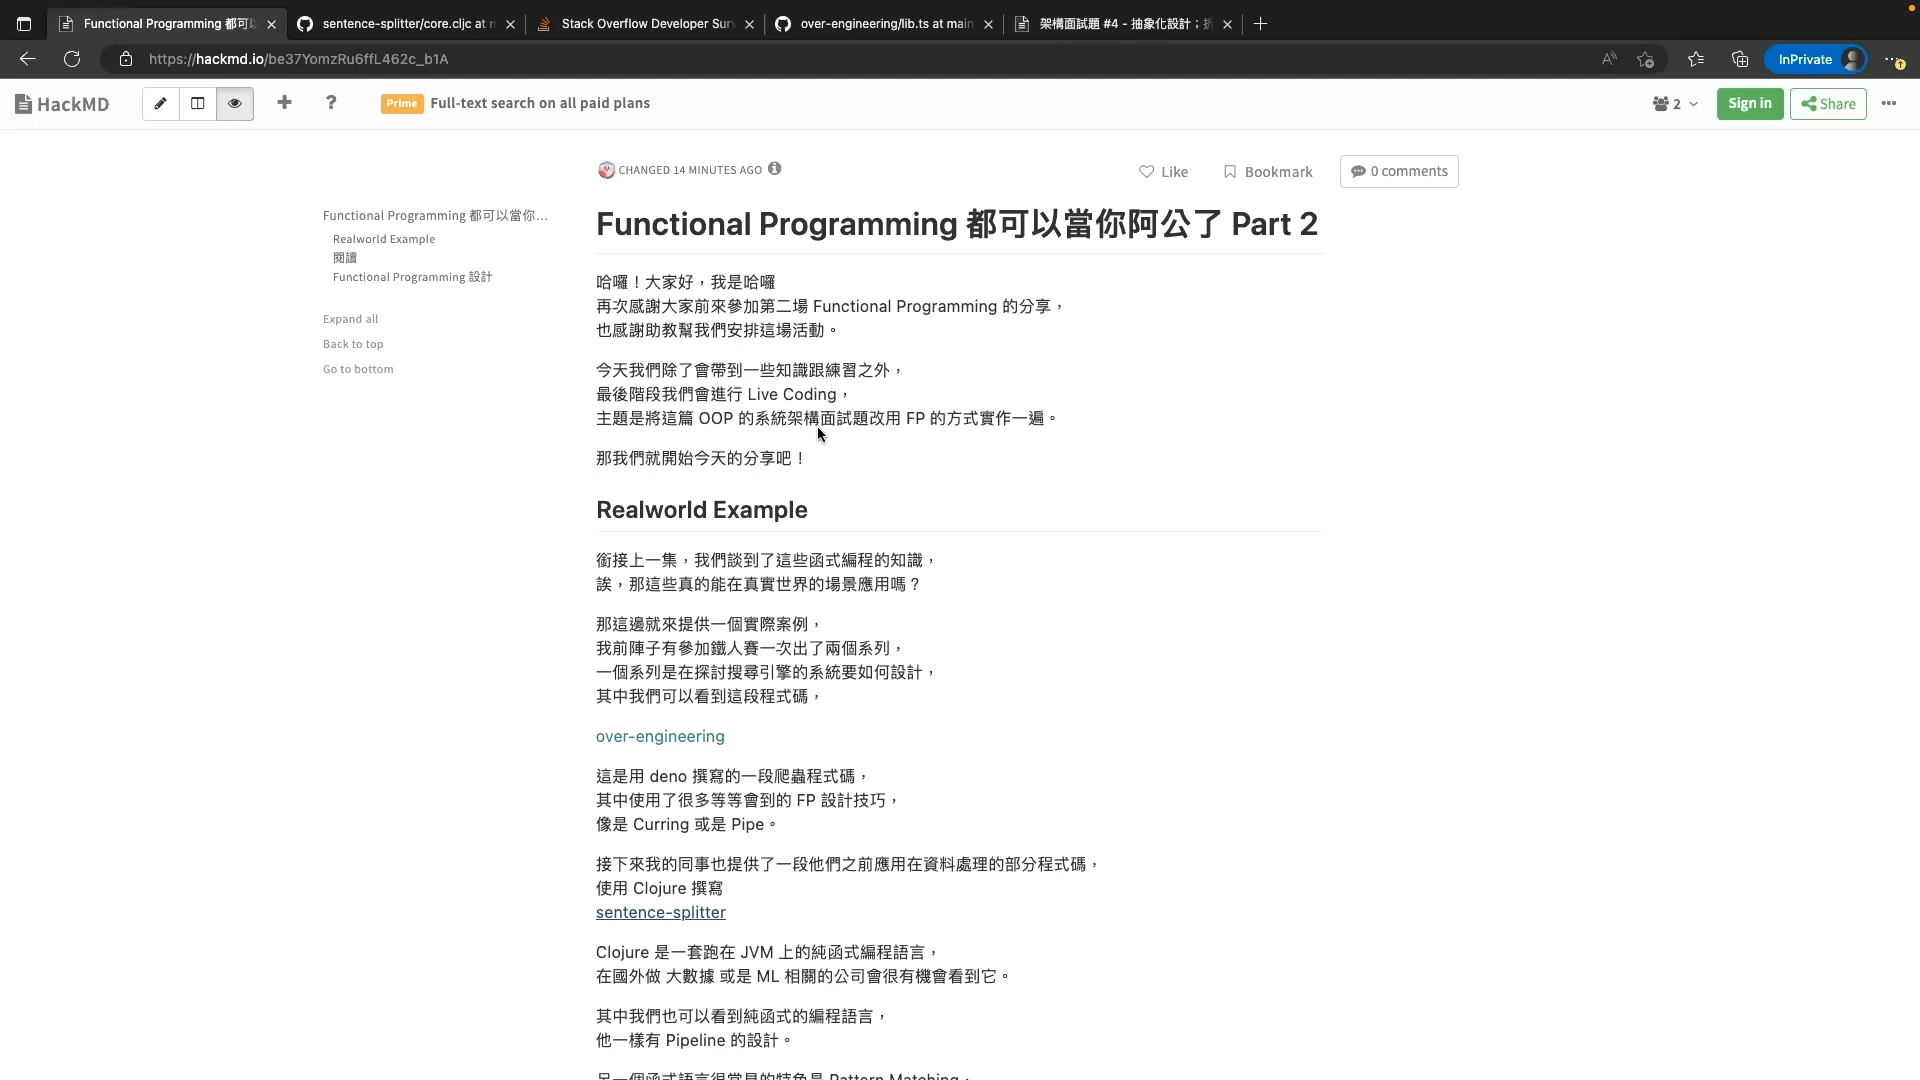 Functional Programming 都可以
sentence-splitter/core.cljc at m
Stack Overflow Developer Sur
over-engineering/lib.ts at main
架構面試題 #4 - 抽象化設計；拆
https://hackmd.io/be37YomzRu6ffL462c_b1A
InPrivate
HackMD
Prime
Full-text search on all paid plans
2
Sign in
Share
CHANGED 14 MINUTES AGO
Like
Bookmark
0 comments
Functional Programming 都可以當你...
Realworld Example
閱讀
Functional Programming 設計
Expand all
Back to top
Go to bottom
Functional Programming 都可以當你阿公了 Part 2
哈囉！大家好，我是哈囉
再次感謝大家前來參加第二場 Functional Programming 的分享，
也感謝助教幫我們安排這場活動。
今天我們除了會帶到一些知識跟練習之外，
最後階段我們會進行 Live Coding，
主題是將這篇 OOP 的系統架構面試題改用 FP 的方式實作一遍。
那我們就開始今天的分享吧！
Realworld Example
銜接上一集，我們談到了這些函式編程的知識，
誒，那這些真的能在真實世界的場景應用嗎？
那這邊就來提供一個實際案例，
我前陣子有參加鐵人賽一次出了兩個系列，
一個系列是在探討搜尋引擎的系統要如何設計，
其中我們可以看到這段程式碼，
over-engineering
這是用 deno 撰寫的一段爬蟲程式碼，
其中使用了很多等等會到的 FP 設計技巧，
像是 Curring 或是 Pipe。
接下來我的同事也提供了一段他們之前應用在資料處理的部分程式碼，
使用 Clojure 撰寫
sentence-splitter
Clojure 是一套跑在 JVM 上的純函式編程語言，
在國外做 大數據 或是 ML 相關的公司會很有機會看到它。
其中我們也可以看到純函式的編程語言，
他一樣有 Pipeline 的設計。
另一個函式語言很常見的特色是 Pattern Matching，